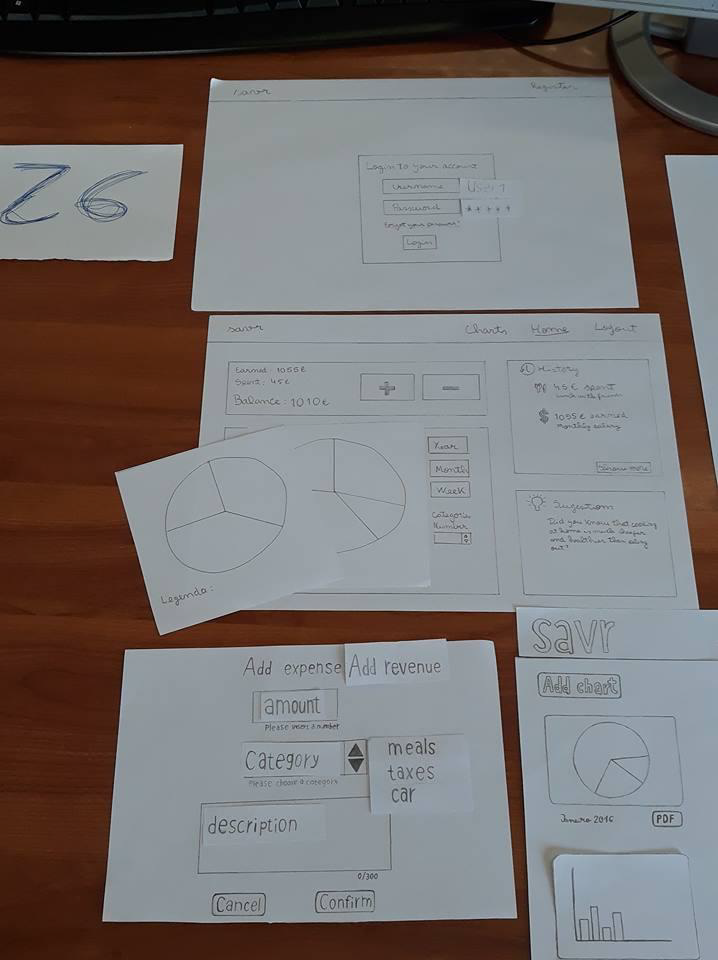 26
savr
Register
Login to your account
Username
User 1
Password
*****
Forgot your password?
Login
savr
Charts
Home
Logout
Earned: 1055€
Spent: 45€
Balance: 1010€
+
-
History
45€ spent
lunch with friends
$ 1055€ earned
monthly salary
Show more
Year
Month
Week
Categories
Number
Sugestions
Did you know that cooking
at home is much cheaper
and healthier than eating
out?
Legenda:
Add expense
Add revenue
amount
Please insert a number
Category
Please choose a category
meals
taxes
car
description
0/300
Cancel
Confirm
savr
Add chart
Janeiro 2016
PDF